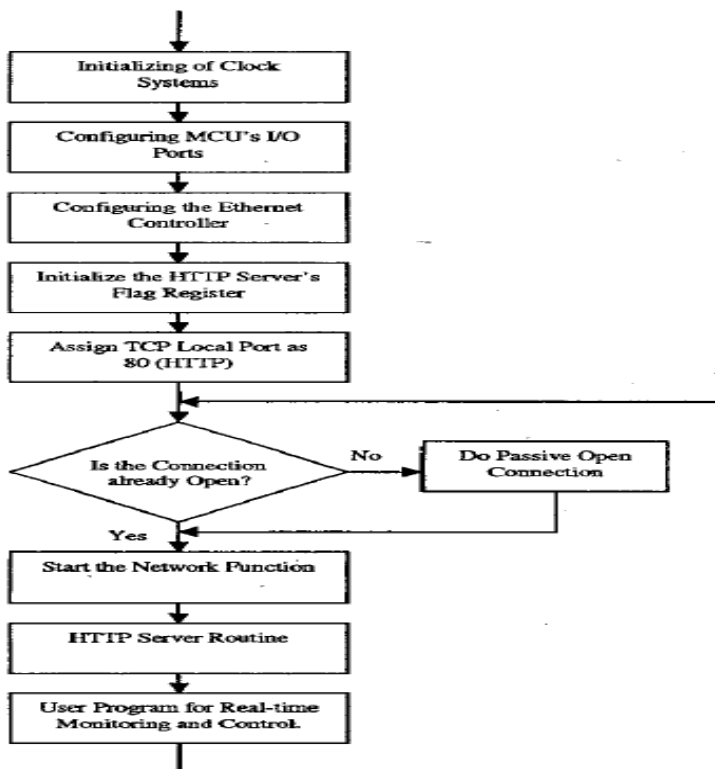 Initializing of Clock
Systems
Configuring MCU's I/O
Ports
Configuring the Ethernet
Controller
Initialize the HTTP Server's
Flag Register
Assign TCP Local Port as
80 (HTTP)
Is the Connection
already Open?
No
Do Passive Open
Connection
Yes
Start the Network Function
HTTP Server Routine
User Program for Real-time
Monitoring and Control.